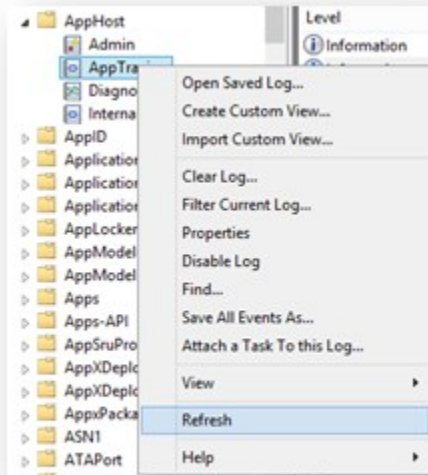 AppHost
Admin
AppTra
Diagno
Interna
AppID
Application
Application
Application
AppLocker
AppModel
AppModel
Apps
Apps-API
AppSruPro
AppXDeplo
AppXDeplo
AppxPacka
ASN1
ATAPort
Level
Information
Open Saved Log...
Create Custom View...
Import Custom View...
Clear Log...
Filter Current Log...
Properties
Disable Log
Find...
Save All Events As...
Attach a Task To this Log...
View
Refresh
Help